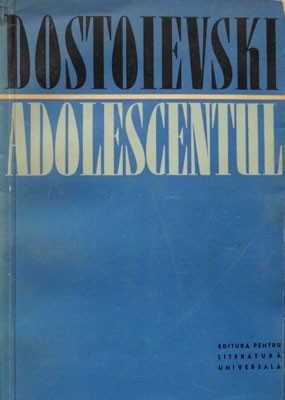 DOSTOIEVSKI
ADOLESCENTUL
EDITURA PENTRU
LITERATURĂ
UNIVERSALĂ